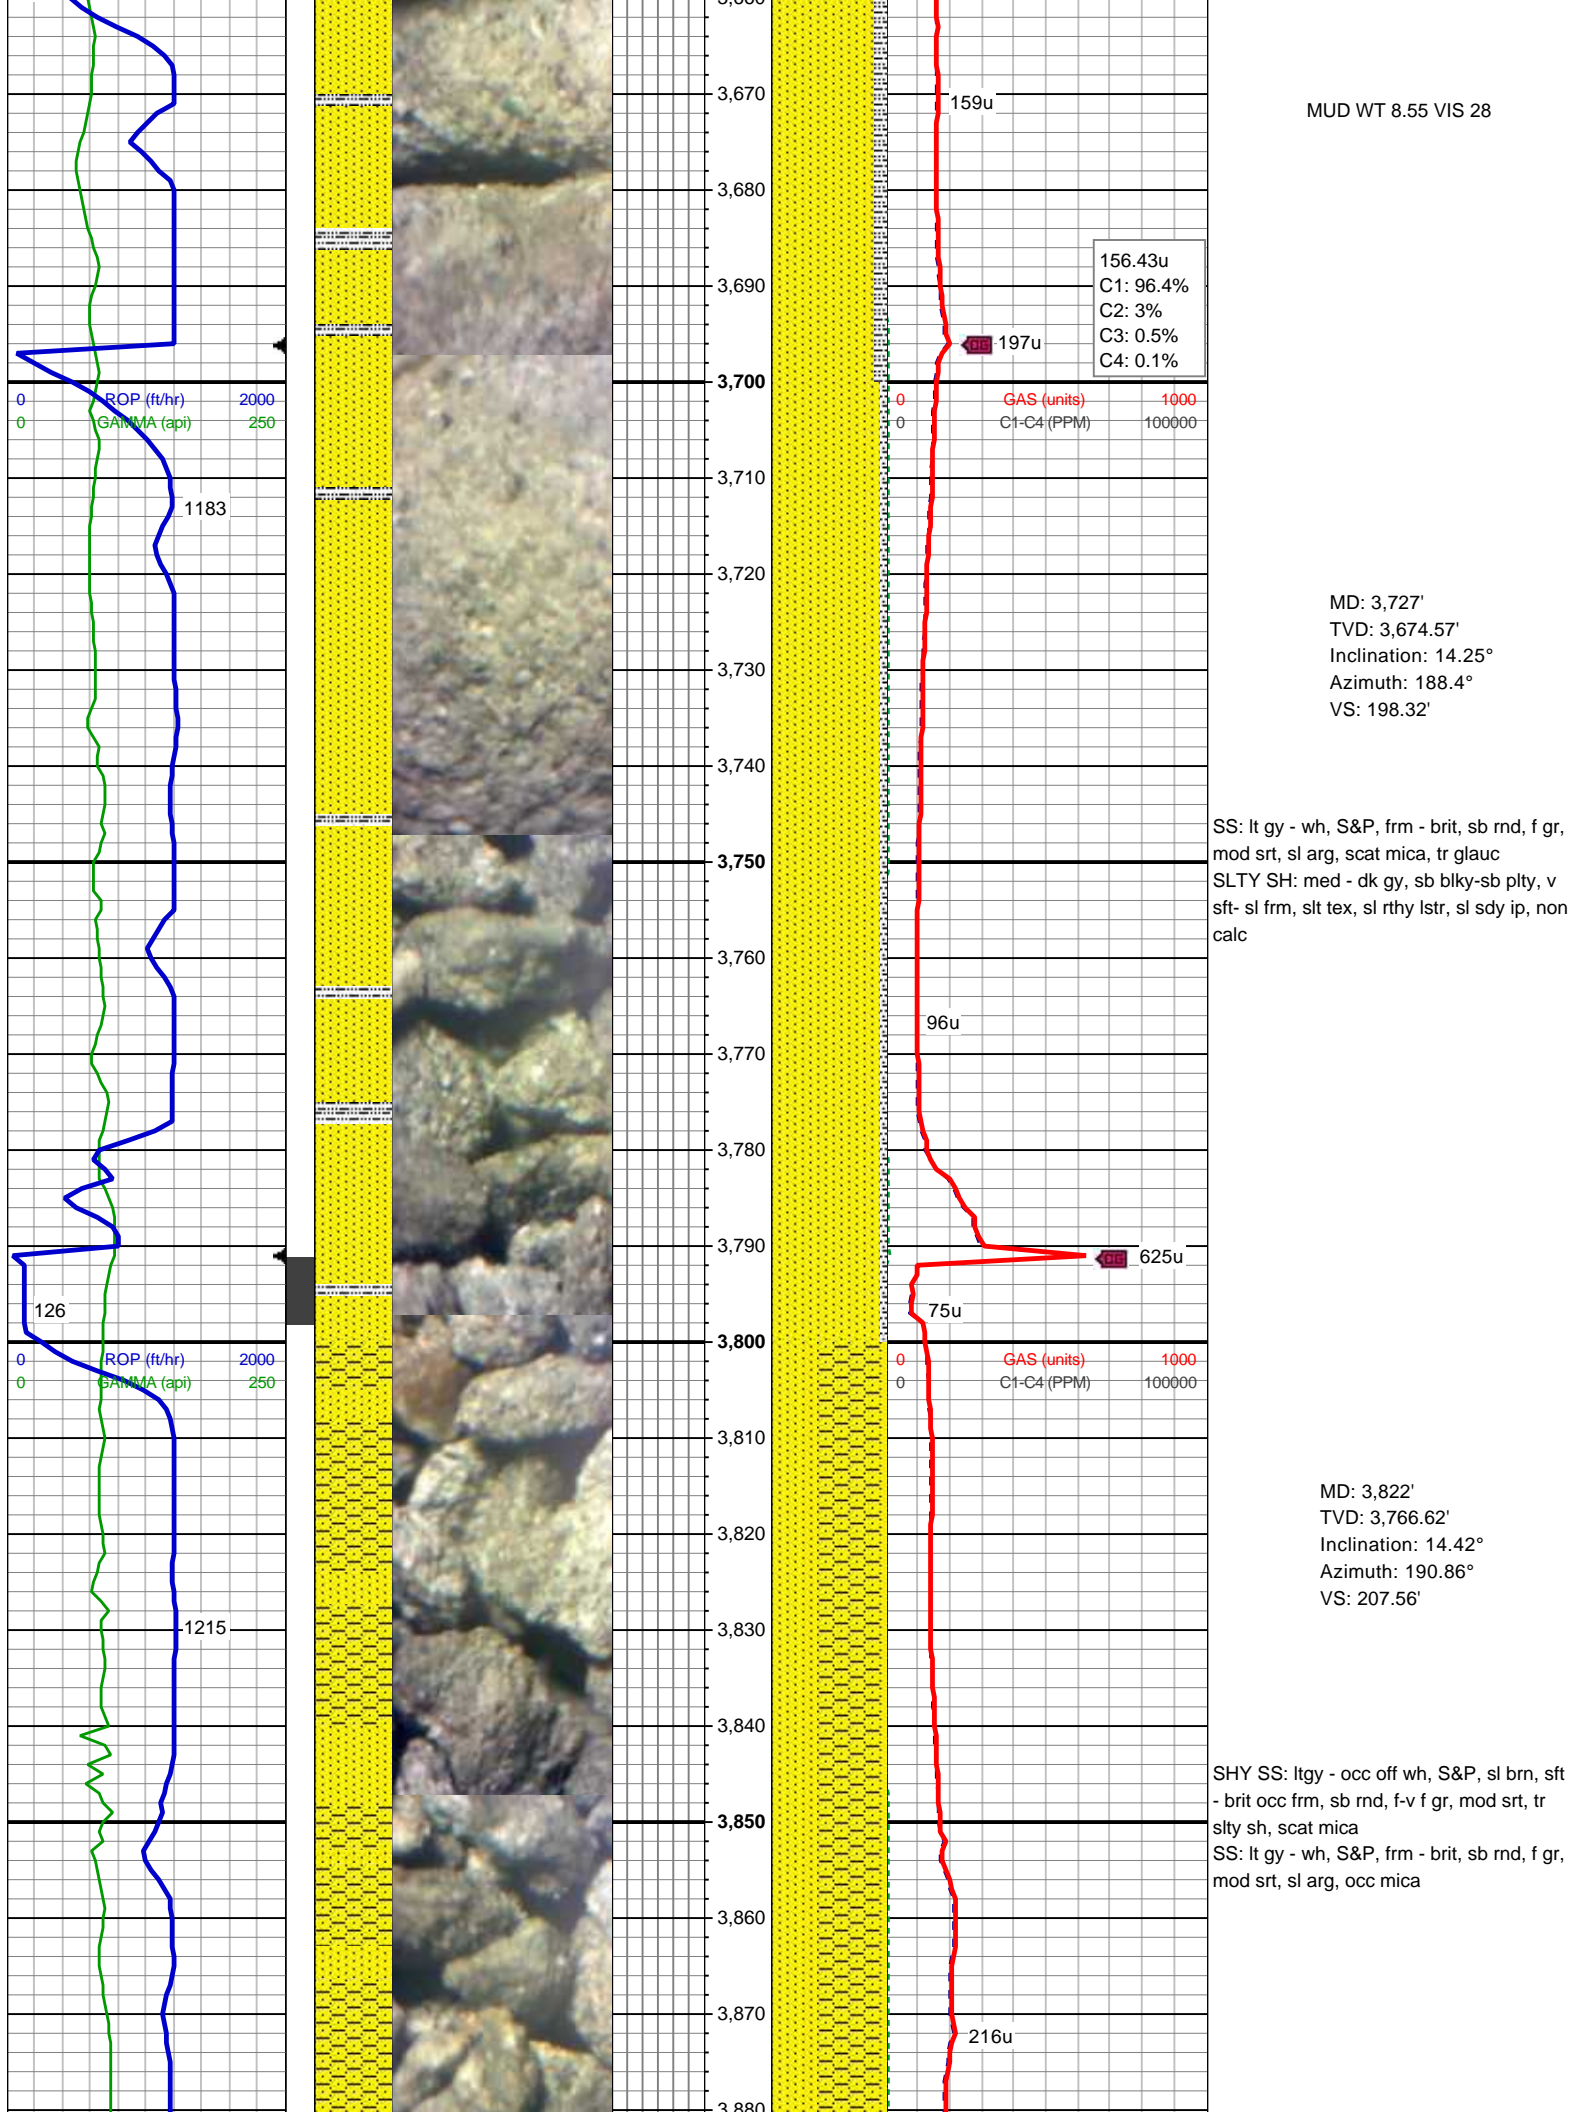 3,670
159u
MUD WT 8.55 VIS 28
3,680
156.43u
C1: 96.4%
C2: 3%
C3: 0.5%
C4: 0.1%
3,690
197u
3,700
0 ROP (ft/hr) 2000
0 GAMMA (api) 250
0 GAS (units) 1000
0 C1-C4 (PPM) 100000
3,710
1183
3,720
MD: 3,727'
TVD: 3,674.57'
Inclination: 14.25°
Azimuth: 188.4°
VS: 198.32'
3,730
3,740
SS: lt gy - wh, S&P, frm - brit, sb rnd, f gr,
mod srt, sl arg, scat mica, tr glauc
SLTY SH: med - dk gy, sb blky-sb plty, v
sft- sl frm, slt tex, sl rthy lstr, sl sdy ip, non
calc
3,750
3,760
96u
3,770
3,780
3,790
625u
126
75u
3,800
0 ROP (ft/hr) 2000
0 GAMMA (api) 250
0 GAS (units) 1000
0 C1-C4 (PPM) 100000
3,810
MD: 3,822'
TVD: 3,766.62'
Inclination: 14.42°
Azimuth: 190.86°
VS: 207.56'
3,820
1215
3,830
3,840
SHY SS: ltgy - occ off wh, S&P, sl brn, sft
- brit occ frm, sb rnd, f-v f gr, mod srt, tr
slty sh, scat mica
SS: lt gy - wh, S&P, frm - brit, sb rnd, f gr,
mod srt, sl arg, occ mica
3,850
3,860
3,870
216u
3,880